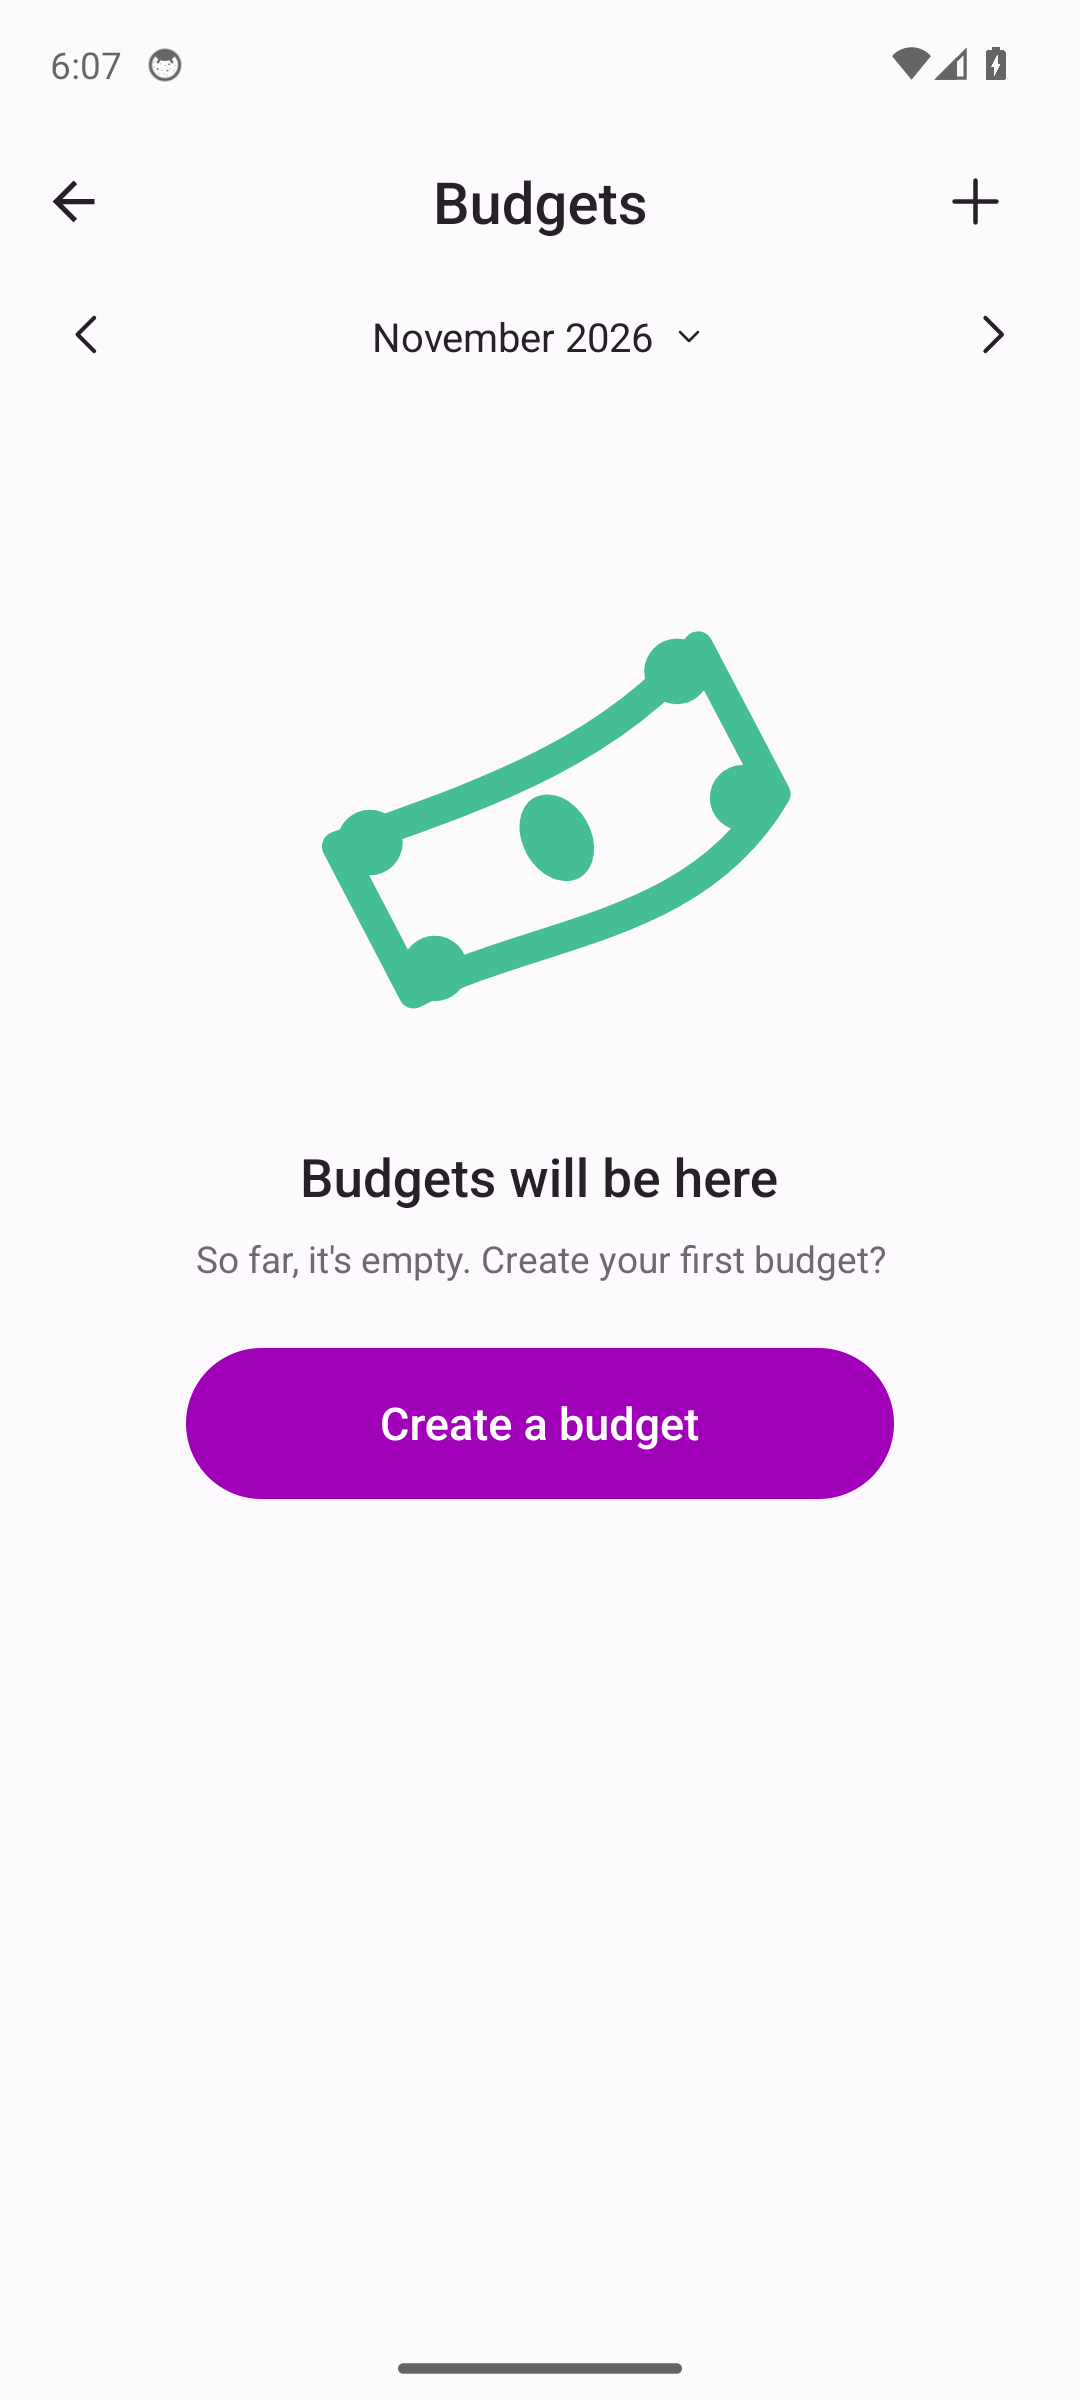 6:07
Budgets
November 2026
Budgets will be here
So far, it's empty. Create your first budget?
Create a budget